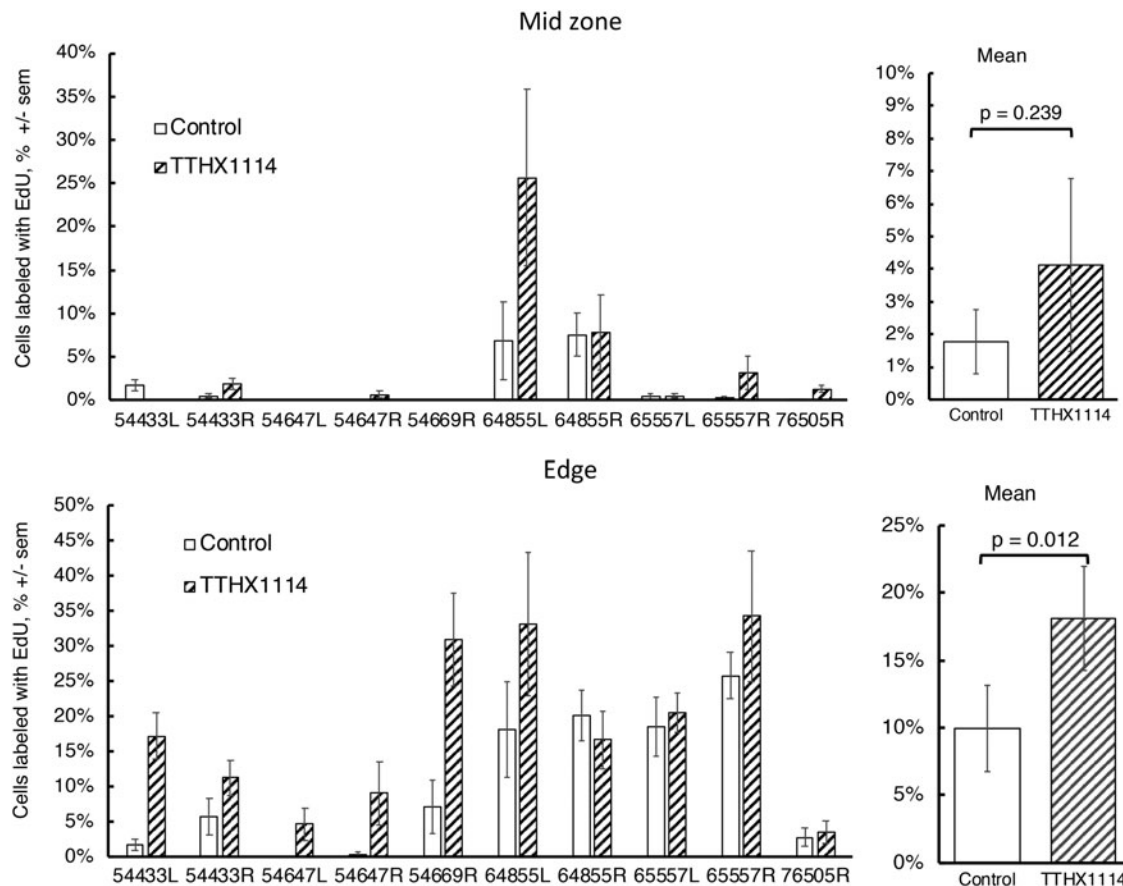 Mid zone
Cells labeled with EdU, % +/- sem
40%
35%
30%
25%
20%
15%
10%
5%
0%
Control
TTHX1114
54433L 54433R 54647L 54647R 54669R 64855L 64855R 65557L 65557R 76505R
Mean
10%
9%
8%
7%
6%
5%
4%
3%
2%
1%
0%
p = 0.239
Control TTHX1114
Edge
Cells labeled with EdU, % +/- sem
50%
45%
40%
35%
30%
25%
20%
15%
10%
5%
0%
Control
TTHX1114
54433L 54433R 54647L 54647R 54669R 64855L 64855R 65557L 65557R 76505R
Mean
25%
20%
15%
10%
5%
0%
p = 0.012
Control TTHX1114